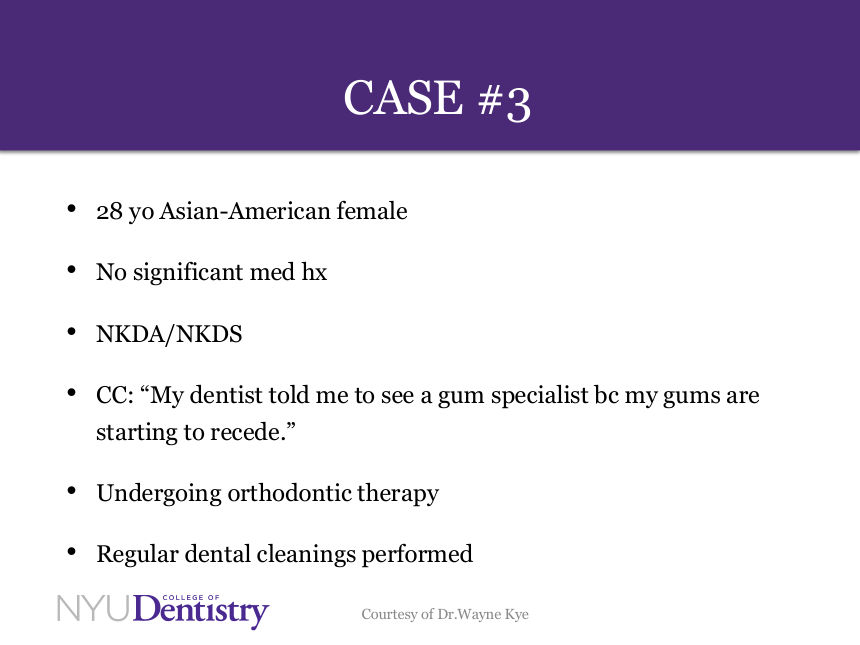 CASE #3
• 28 yo Asian-American female
• No significant med hx
• NKDA/NKDS
• CC: “My dentist told me to see a gum specialist bc my gums are
starting to recede.”
• Undergoing orthodontic therapy
• Regular dental cleanings performed
NYU COLLEGE OF Dentistry
Courtesy of Dr.Wayne Kye